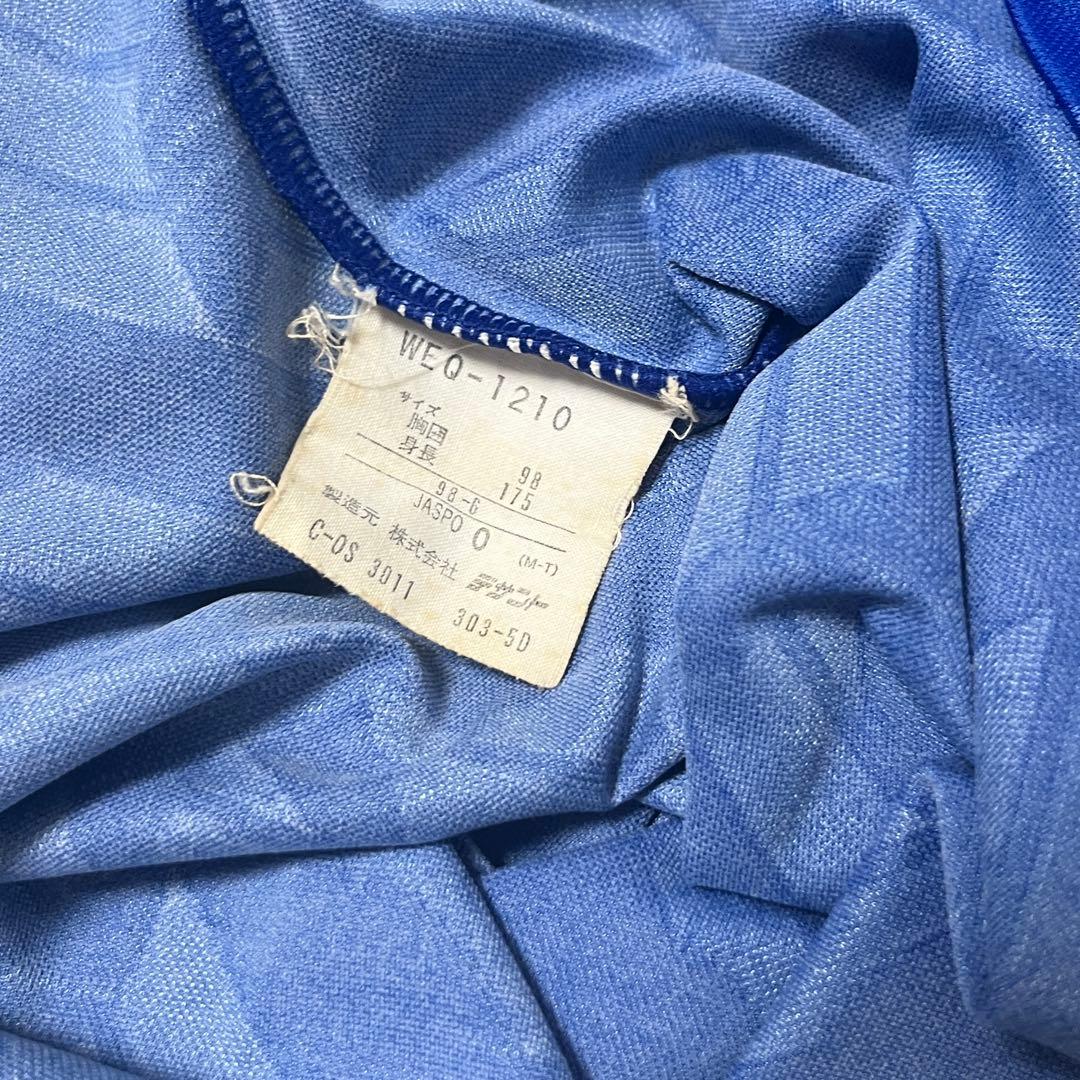 WEQ-1210
サイズ
胸囲 98
身長 175
98-G
JASPO O (M-T)
製造元 株式会社
C-OS 3011 303-5D